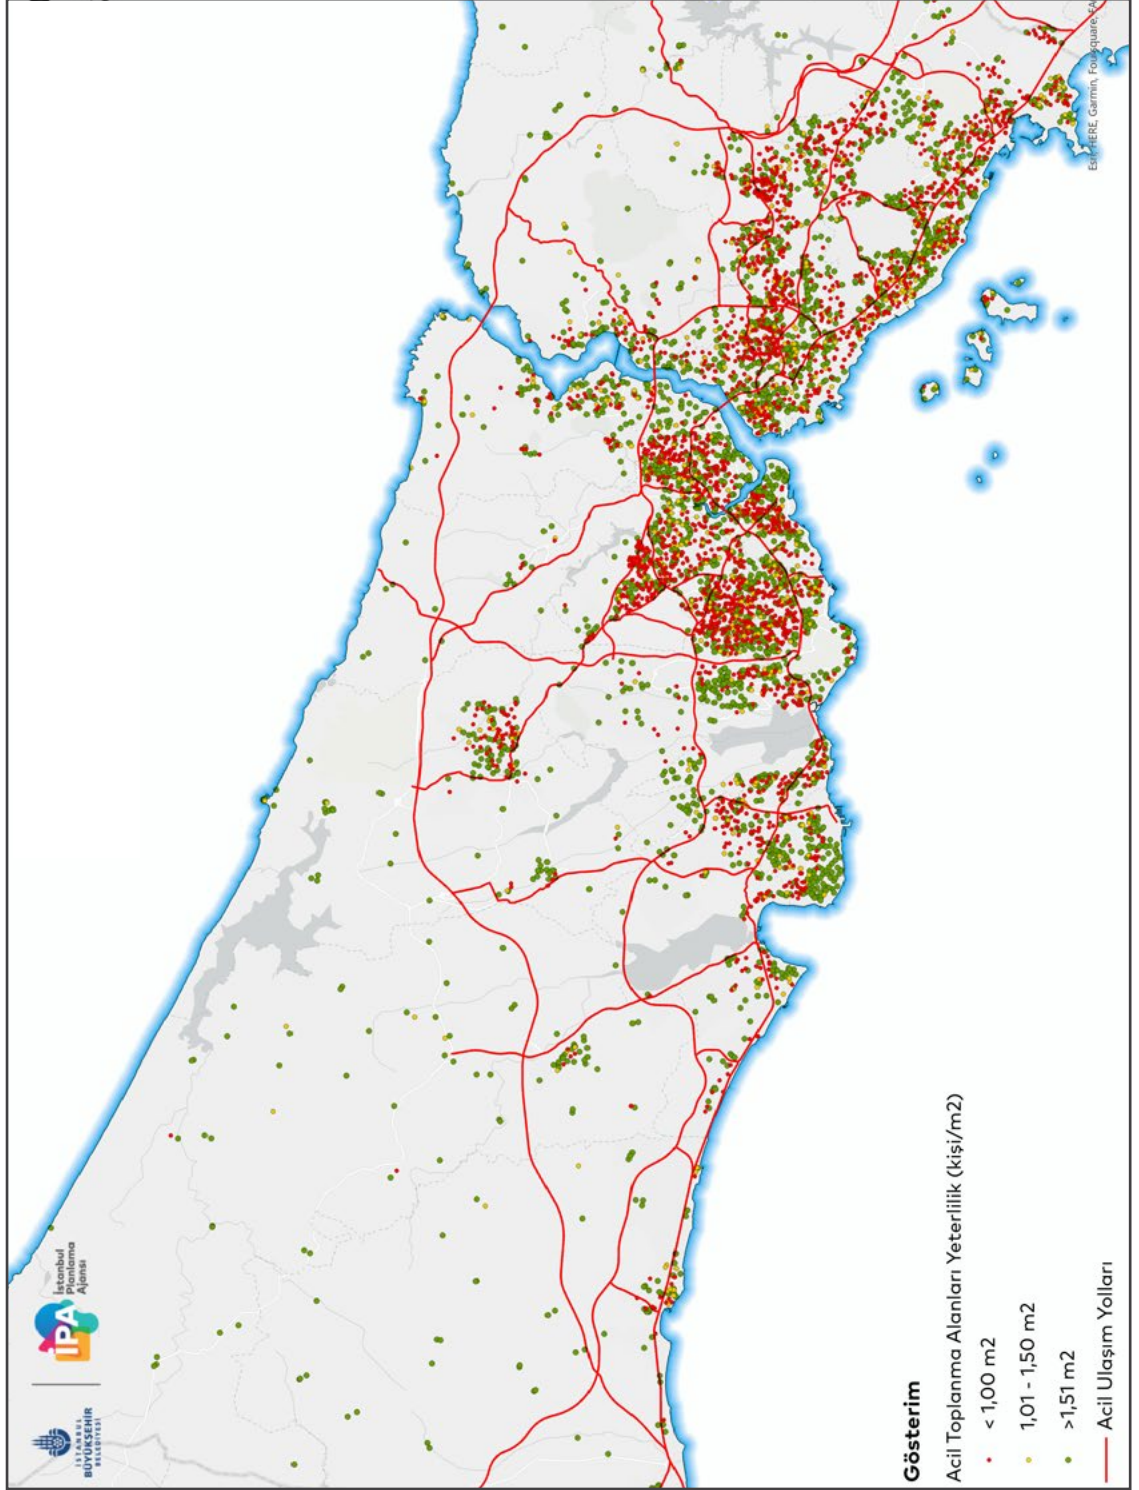 İSTANBUL
BÜYÜKŞEHİR
BELEDİYESİ
iPA
İstanbul
Planlama
Ajansı
Gösterim
Acil Toplanma Alanları Yeterlilik (kişi/m2)
< 1,00 m2
1,01 - 1,50 m2
>1,51 m2
Acil Ulaşım Yolları
Esri, HERE, Garmin, Foursquare,